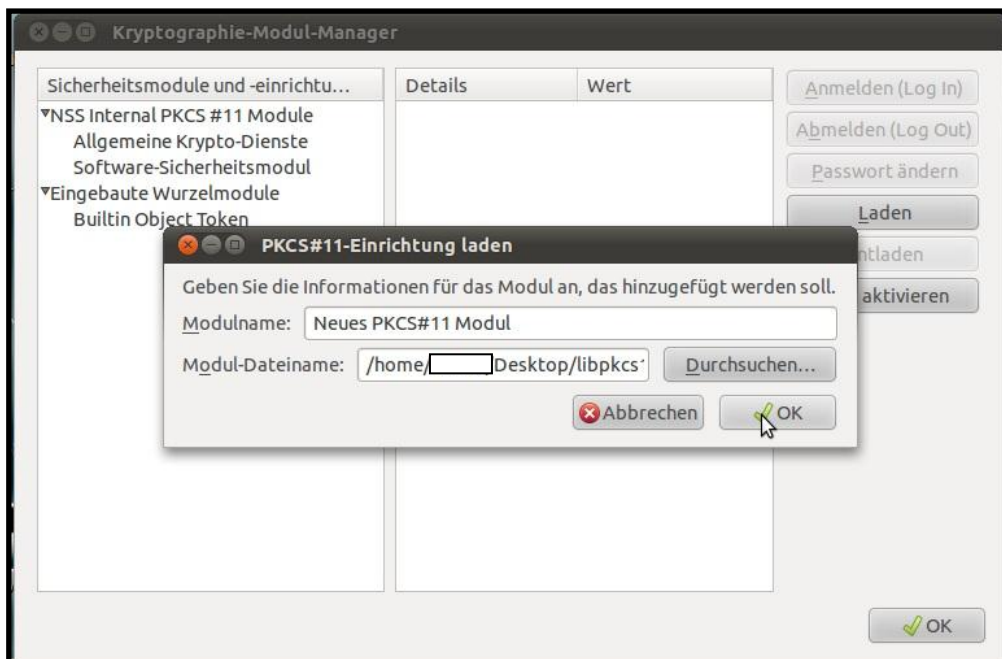 Kryptographie-Modul-Manager
Sicherheitsmodule und -einrichtu...
Details
Wert
NSS Internal PKCS #11 Module
Allgemeine Krypto-Dienste
Software-Sicherheitsmodul
Eingebaute Wurzelmodule
Builtin Object Token
Anmelden (Log In)
Abmelden (Log Out)
Passwort ändern
Laden
ntladen
aktivieren
PKCS#11-Einrichtung laden
Geben Sie die Informationen für das Modul an, das hinzugefügt werden soll.
Modulname: Neues PKCS#11 Modul
Modul-Dateiname: /home/ Desktop/libpkcs1 Durchsuchen...
Abbrechen
OK
OK